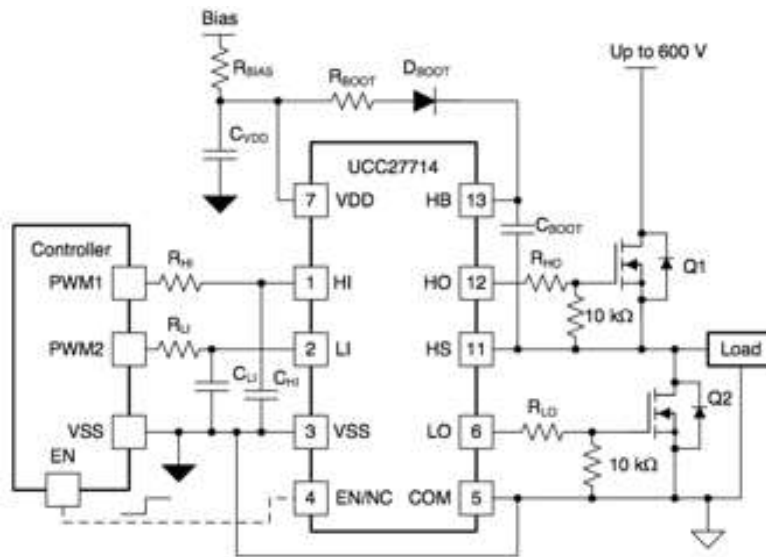 Bias
Up to 600 V
RBIAS
RBOOT
DBOOT
CVDD
UCC27714
7 VDD
HB 13
CBOOT
Controller
PWM1
RHI
1 HI
HO 12
RHO
Q1
10 kΩ
PWM2
RLI
2 LI
HS 11
Load
CLI
CHI
Q2
VSS
3 VSS
LO 6
RLO
10 kΩ
EN
4 EN/NC
COM 5